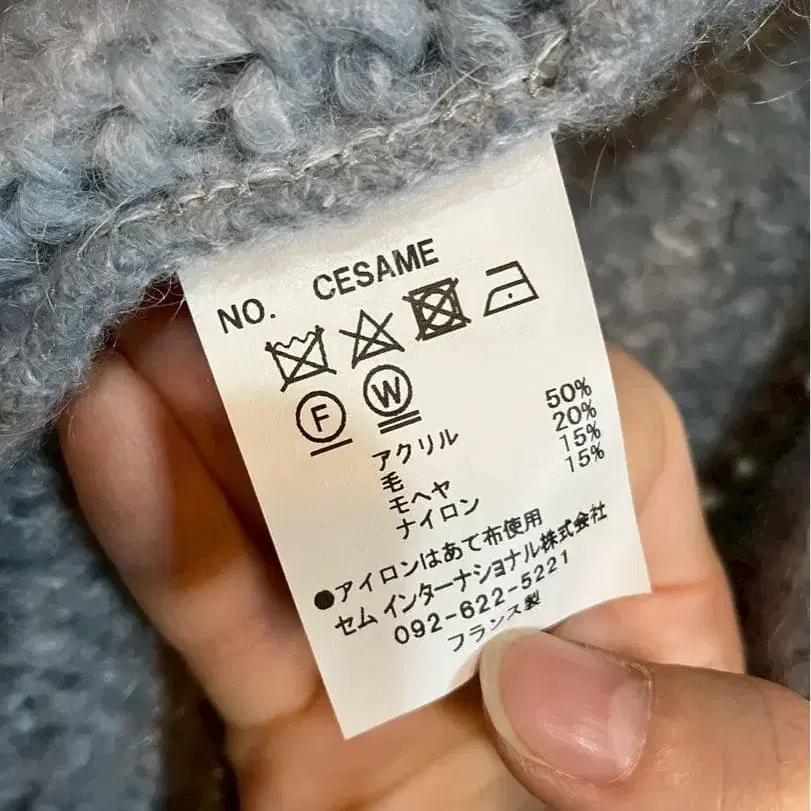 NO. CESAME
F W
アクリル 50%
毛 20%
モヘヤ 15%
ナイロン 15%
●アイロンはあて布使用
セム インターナショナル株式会社
092-622-5221
フランス製